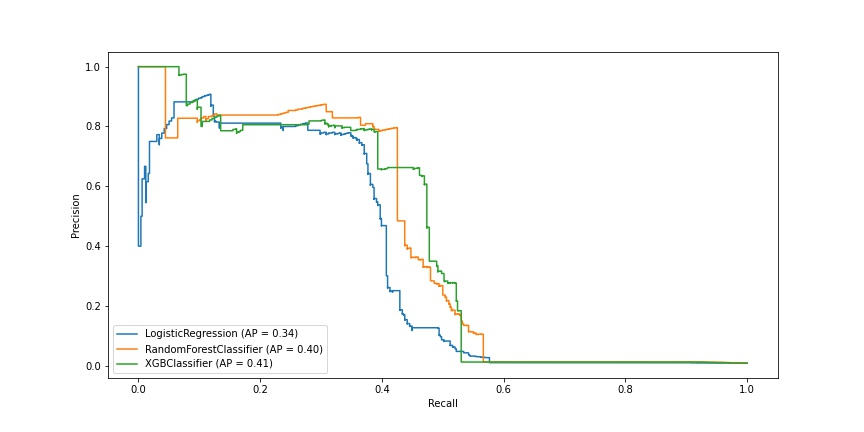 1.0
0.8
0.6
0.4
0.2
0.0
Precision
LogisticRegression (AP = 0.34)
RandomForestClassifier (AP = 0.40)
XGBClassifier (AP = 0.41)
0.0 0.2 0.4 0.6 0.8 1.0
Recall